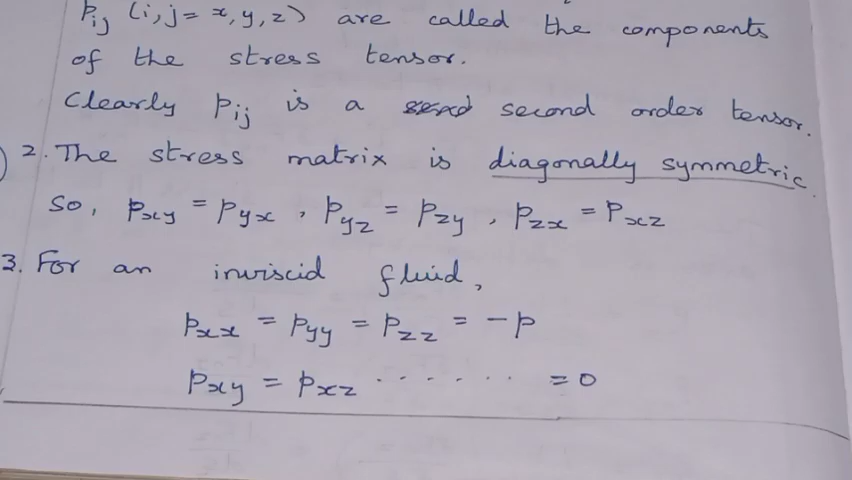 Pij (i, j = x, y, z) are called the components
of the stress tensor.
Clearly Pij is a second order tensor.
2. The stress matrix is diagonally symmetric.
So, Pxy = Pyx , Pyz = Pzy , Pzx = Pxz
3. For an inviscid fluid,
Pxx = Pyy = Pzz = -P
Pxy = Pxz ....... = 0